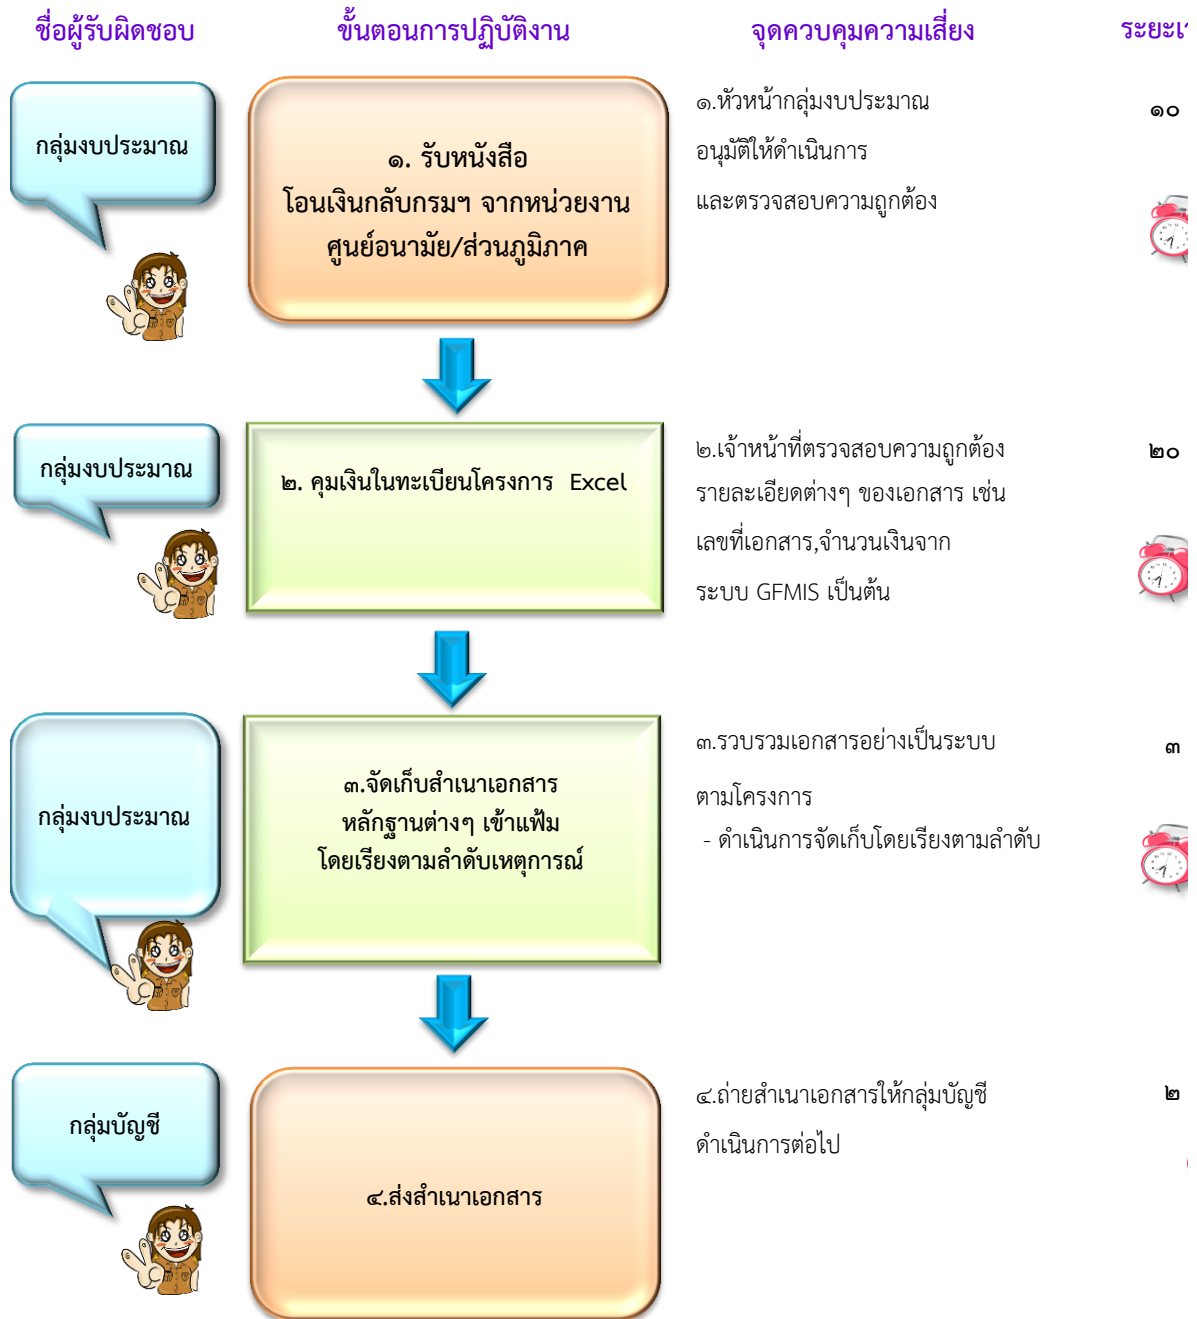 ชื่อผู้รับผิดชอบ ขั้นตอนการปฏิบัติงาน จุดควบคุมความเสี่ยง
กลุ่มงบประมาณ
๑. รับหนังสือ
โอนเงินกลับกรมฯ จากหน่วยงาน
ศูนย์อนามัย/ส่วนภูมิภาค
๑.หัวหน้ากลุ่มงบประมาณ
อนุมัติให้ดำเนินการ
และตรวจสอบความถูกต้อง
๑๐
กลุ่มงบประมาณ
๒. คุมเงินในทะเบียนโครงการ Excel
๒.เจ้าหน้าที่ตรวจสอบความถูกต้อง
รายละเอียดต่างๆ ของเอกสาร เช่น
เลขที่เอกสาร,จำนวนเงินจาก
ระบบ GFMIS เป็นต้น
๒๐
กลุ่มงบประมาณ
๓.จัดเก็บสำเนาเอกสาร
หลักฐานต่างๆ เข้าแฟ้ม
โดยเรียงตามลำดับเหตุการณ์
๓.รวบรวมเอกสารอย่างเป็นระบบ
ตามโครงการ
- ดำเนินการจัดเก็บโดยเรียงตามลำดับ
๓
กลุ่มบัญชี
๔.ส่งสำเนาเอกสาร
๔.ถ่ายสำเนาเอกสารให้กลุ่มบัญชี
ดำเนินการต่อไป
๒